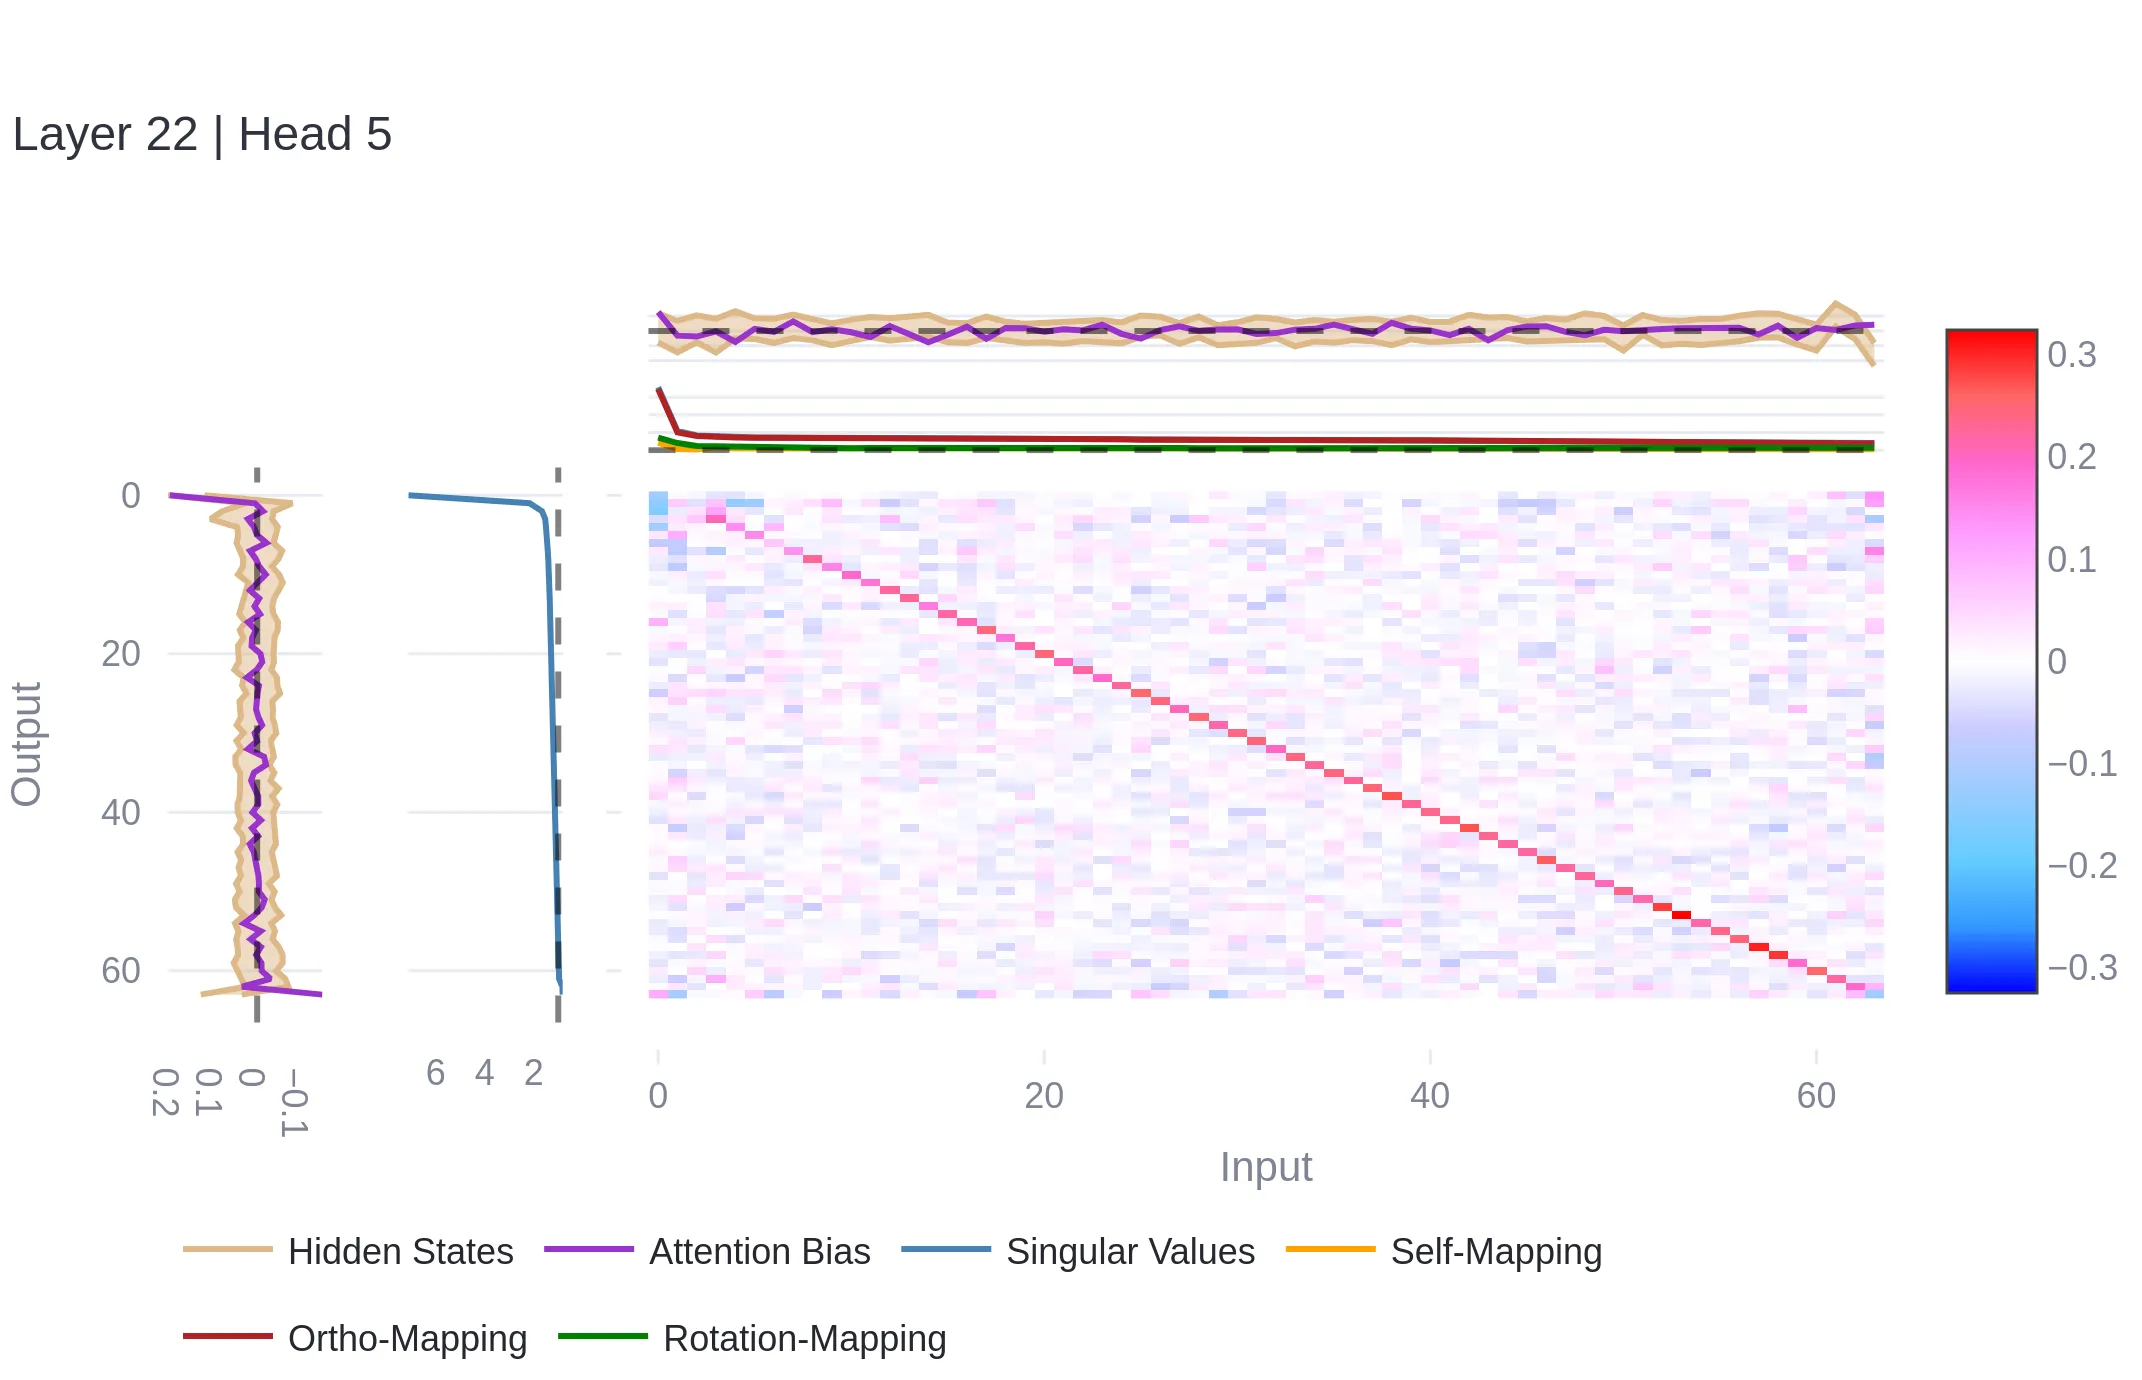 Layer 22 | Head 5
0.3
0.2
0.1
0
−0.1
−0.2
−0.3
0
20
40
60
Output
0.2
0.1
0
−0.1
6 4 2
0 20 40 60
Input
Hidden States Attention Bias Singular Values Self-Mapping
Ortho-Mapping Rotation-Mapping